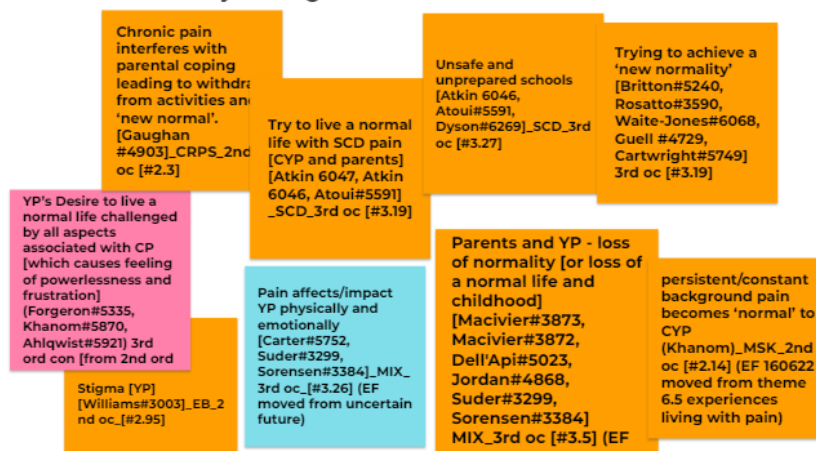 Chronic pain
interferes with
parental coping
leading to withdra
from activities an
'new normal'.
[Gaughan
#4903]_CRPS_2nd
oc [#2.3]
Try to live a normal
life with SCD pain
[CYP and parents]
[Atkin 6047, Atkin
6046, Atoui#5591]
_SCD_3rd oc [#3.19]
Unsafe and
unprepared schools
[Atkin 6046,
Atoui#5591,
Dyson#6269]_SCD_3rd
oc [#3.27]
Trying to achieve a
'new normality'
[Britton#5240,
Rosatto#3590,
Waite-Jones#6068,
Guell #4729,
Cartwright#5749]
3rd oc [#3.19]
YP's Desire to live a
normal life challenged
by all aspects
associated with CP
[which causes feeling
of powerlessness and
frustration]
(Forgeron#5335,
Khanom#5870,
Ahlqwist#5921) 3rd
ord con [from 2nd ord
Stigma [YP]
[Williams#3003]_EB_2
nd oc_[#2.95]
Pain affects/impact
YP physically and
emotionally
[Carter#5752,
Suder#3299,
Sorensen#3384]_MIX_
3rd oc_[#3.26] (EF
moved from uncertain
future)
Parents and YP - loss
of normality [or loss of
a normal life and
childhood]
[Macivier#3873,
Macivier#3872,
Dell'Api#5023,
Jordan#4868,
Suder#3299,
Sorensen#3384]
MIX_3rd oc [#3.5] (EF
persistent/constant
background pain
becomes 'normal' to
CYP
(Khanom)_MSK_2nd
oc [#2.14] (EF 160622
moved from theme
6.5 experiences
living with pain)